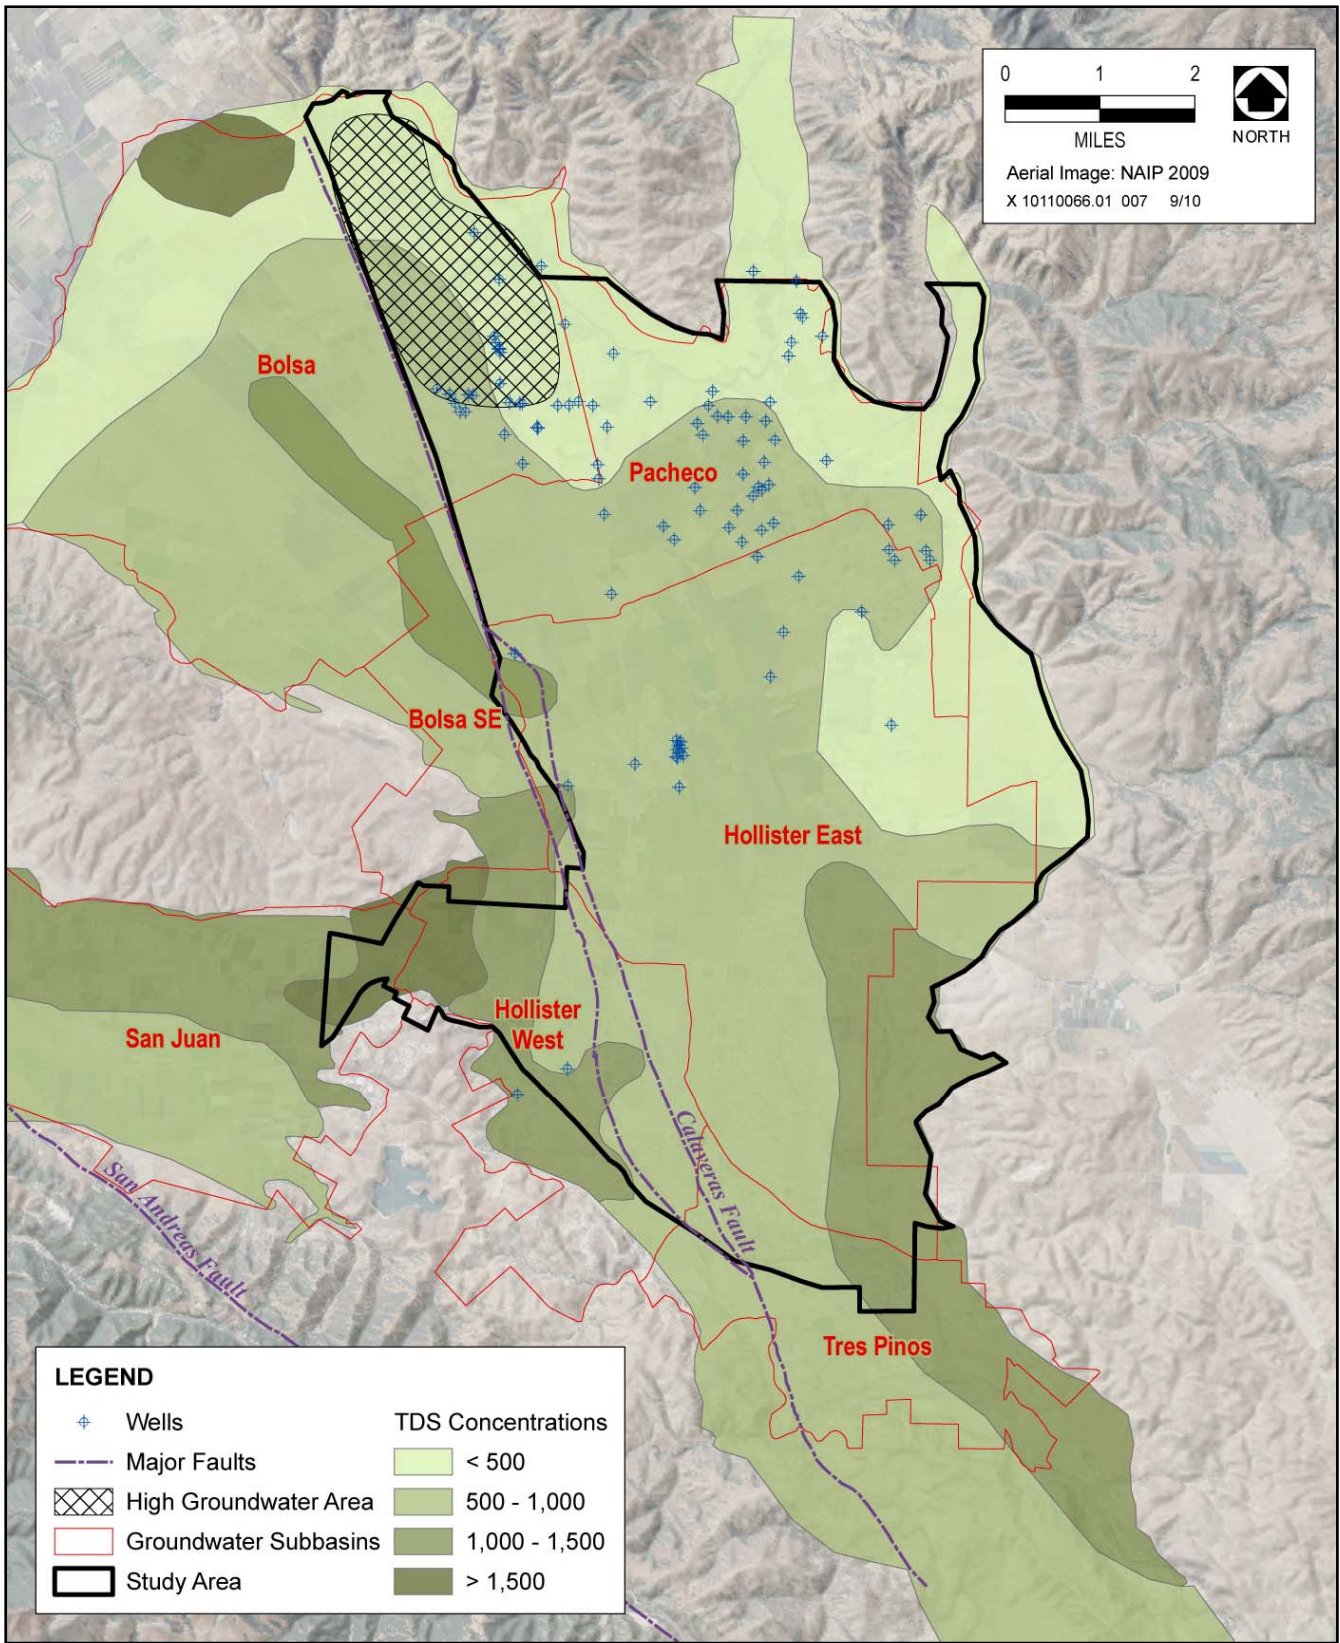 0 1 2
MILES
NORTH
Aerial Image: NAIP 2009
X 10110066.01 007 9/10
Bolsa
Pacheco
Bolsa SE
Hollister East
San Juan
Hollister
West
Calaveras Fault
San Andreas Fault
Tres Pinos
LEGEND
Wells
Major Faults
High Groundwater Area
Groundwater Subbasins
Study Area
TDS Concentrations
< 500
500 - 1,000
1,000 - 1,500
> 1,500